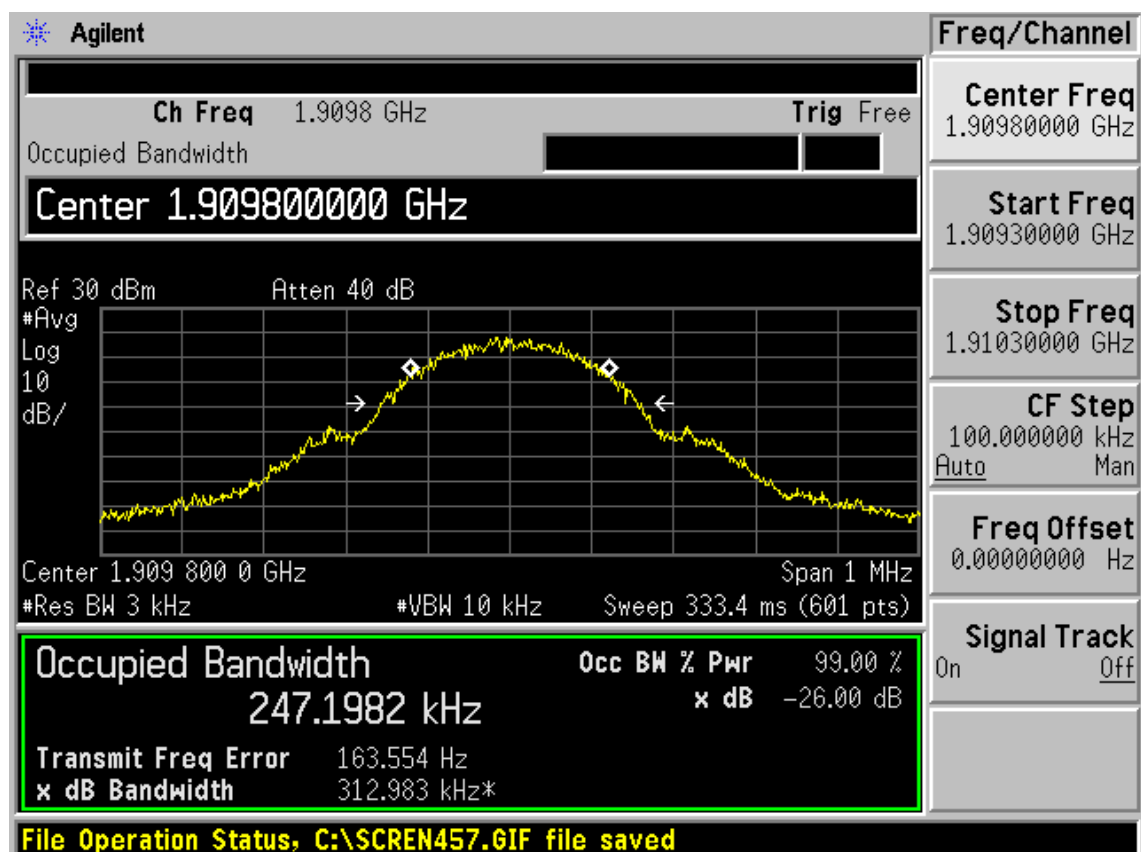 Agilent
Freq/Channel
Ch Freq 1.9098 GHz Trig Free
Occupied Bandwidth
Center 1.909800000 GHz
Ref 30 dBm Atten 40 dB
#Avg
Log
10
dB/
Center 1.909 800 0 GHz Span 1 MHz
#Res BW 3 kHz #VBW 10 kHz Sweep 333.4 ms (601 pts)
Occupied Bandwidth
247.1982 kHz
Occ BW % Pwr 99.00 %
x dB -26.00 dB
Transmit Freq Error 163.554 Hz
x dB Bandwidth 312.983 kHz*
File Operation Status, C:\SCREN457.GIF file saved
Center Freq
1.90980000 GHz
Start Freq
1.90930000 GHz
Stop Freq
1.91030000 GHz
CF Step
100.000000 kHz
Auto Man
Freq Offset
0.00000000 Hz
Signal Track
On Off